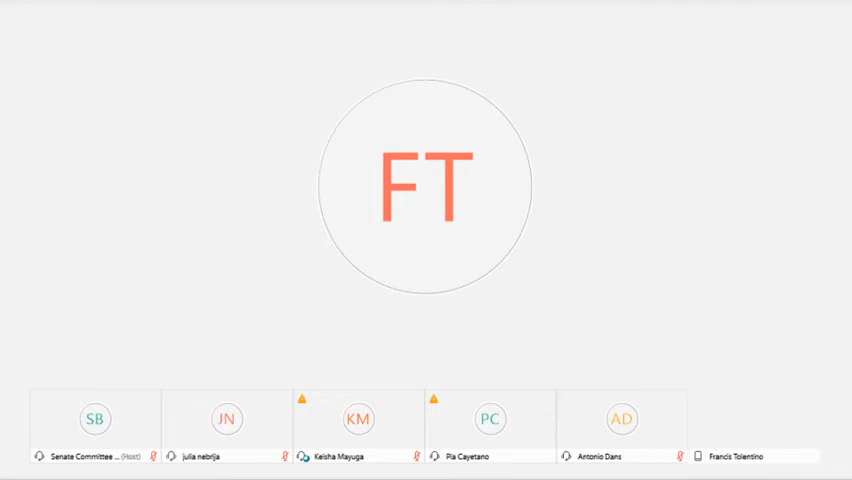 FT
SB
JN
KM
PC
AD
Senate Committee ... (Host)
julia nebrija
Keisha Mayuga
Pia Cayetano
Antonio Dans
Francis Tolentino